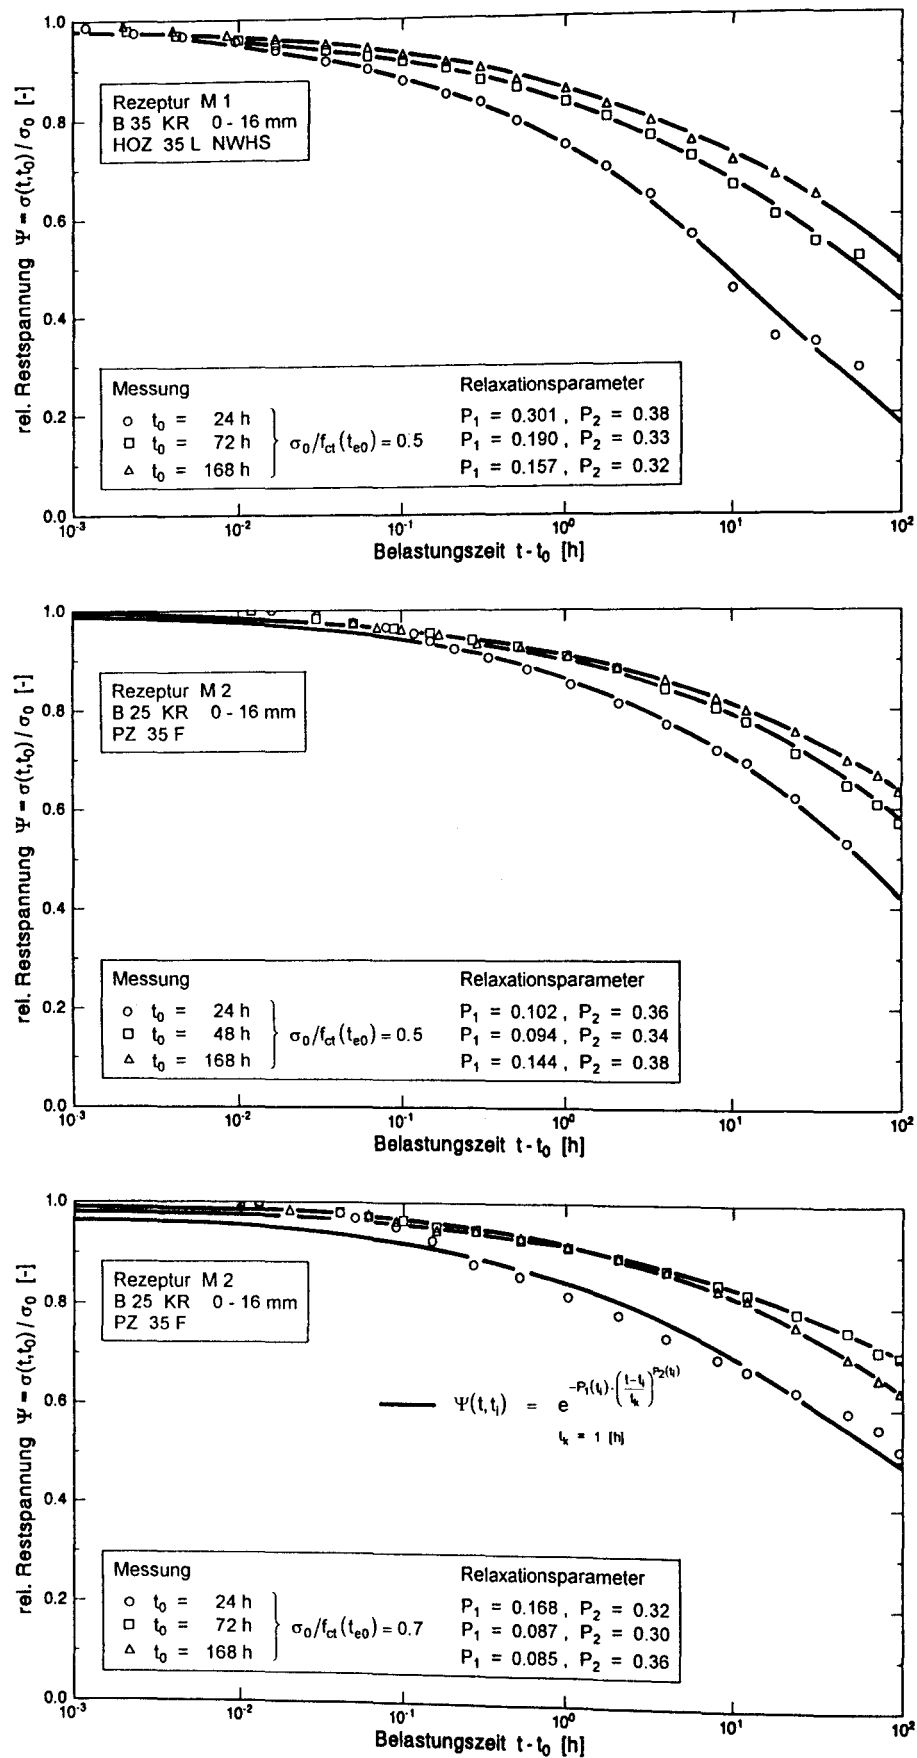 rel. Restspannung Ψ = σ(t,t₀) / σ₀ [-]
1.0
0.8
0.6
0.4
0.2
0.0
Rezeptur M 1
B 35 KR 0 - 16 mm
HOZ 35 L NWHS
Messung Relaxationsparameter
○ t₀ = 24 h P₁ = 0.301 , P₂ = 0.38
□ t₀ = 72 h σ₀/f_ct(t_e0) = 0.5 P₁ = 0.190 , P₂ = 0.33
△ t₀ = 168 h P₁ = 0.157 , P₂ = 0.32
10⁻³ 10⁻² 10⁻¹ 10⁰ 10¹ 10²
Belastungszeit t - t₀ [h]
rel. Restspannung Ψ = σ(t,t₀) / σ₀ [-]
1.0
0.8
0.6
0.4
0.2
0.0
Rezeptur M 2
B 25 KR 0 - 16 mm
PZ 35 F
Messung Relaxationsparameter
○ t₀ = 24 h P₁ = 0.102 , P₂ = 0.36
□ t₀ = 48 h σ₀/f_ct(t_e0) = 0.5 P₁ = 0.094 , P₂ = 0.34
△ t₀ = 168 h P₁ = 0.144 , P₂ = 0.38
10⁻³ 10⁻² 10⁻¹ 10⁰ 10¹ 10²
Belastungszeit t - t₀ [h]
rel. Restspannung Ψ = σ(t,t₀) / σ₀ [-]
1.0
0.8
0.6
0.4
0.2
0.0
Rezeptur M 2
B 25 KR 0 - 16 mm
PZ 35 F
Ψ(t,tᵢ) = e^(-P₁(tᵢ)·((t-tᵢ)/t_k)^P₂(tᵢ))
t_k = 1 [h]
Messung Relaxationsparameter
○ t₀ = 24 h P₁ = 0.168 , P₂ = 0.32
□ t₀ = 72 h σ₀/f_ct(t_e0) = 0.7 P₁ = 0.087 , P₂ = 0.30
△ t₀ = 168 h P₁ = 0.085 , P₂ = 0.36
10⁻³ 10⁻² 10⁻¹ 10⁰ 10¹ 10²
Belastungszeit t - t₀ [h]